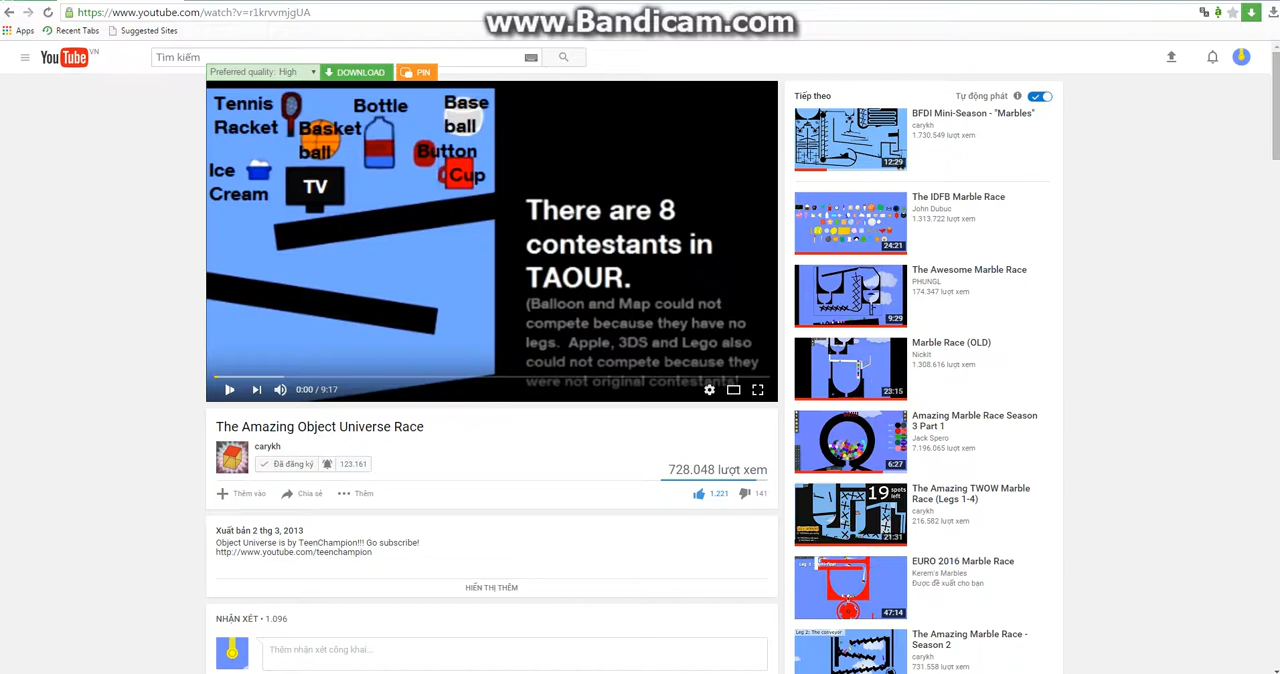 www.Bandicam.com
https://www.youtube.com/watch?v=r1krvvmjgUA
Apps
Recent Tabs
Suggested Sites
YouTube VN
Tìm kiếm
Preferred quality: High
DOWNLOAD
PIN
Tennis
Racket
Bottle
Base
ball
Basket
ball
Button
Ice
Cream
TV
Cup
There are 8
contestants in
TAOUR.
(Balloon and Map could not
compete because they have no
legs. Apple, 3DS and Lego also
could not compete because they
were not original contestants!
0:00 / 9:17
The Amazing Object Universe Race
carykh
Đã đăng ký
123.161
728.048 lượt xem
Thêm vào
Chia sẻ
Thêm
1.221
141
Xuất bản 2 thg 3, 2013
Object Universe is by TeenChampion!!! Go subscribe!
http://www.youtube.com/teenchampion
HIỂN THỊ THÊM
NHẬN XÉT • 1.096
Thêm nhận xét công khai...
Tiếp theo
Tự động phát
BFDI Mini-Season - "Marbles"
carykh
1.730.549 lượt xem
12:29
The IDFB Marble Race
John Dubuc
1.313.722 lượt xem
24:21
The Awesome Marble Race
PHUNGL
174.347 lượt xem
9:29
Marble Race (OLD)
NickIt
1.308.616 lượt xem
23:15
Amazing Marble Race Season
3 Part 1
Jack Spero
7.196.065 lượt xem
6:27
The Amazing TWOW Marble
Race (Legs 1-4)
carykh
216.582 lượt xem
19 spots
left
21:31
EURO 2016 Marble Race
Kerem's Marbles
Được đề xuất cho bạn
47:14
Leg 2: The conveyor
The Amazing Marble Race -
Season 2
carykh
731.558 lượt xem